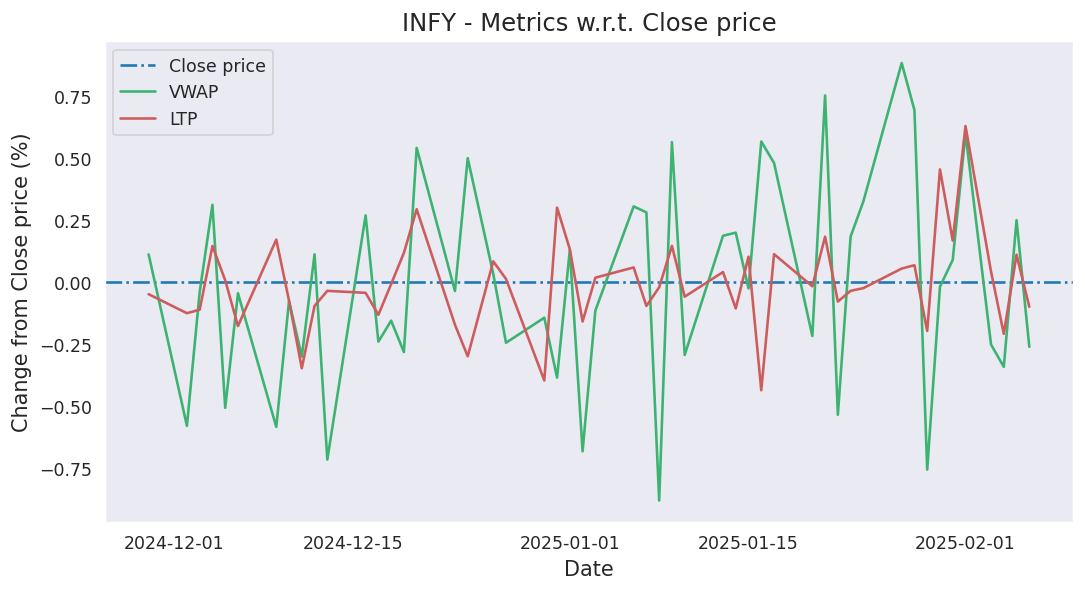 INFY - Metrics w.r.t. Close price
Close price
VWAP
LTP
Change from Close price (%)
0.75
0.50
0.25
0.00
−0.25
−0.50
−0.75
2024-12-01
2024-12-15
2025-01-01
2025-01-15
2025-02-01
Date